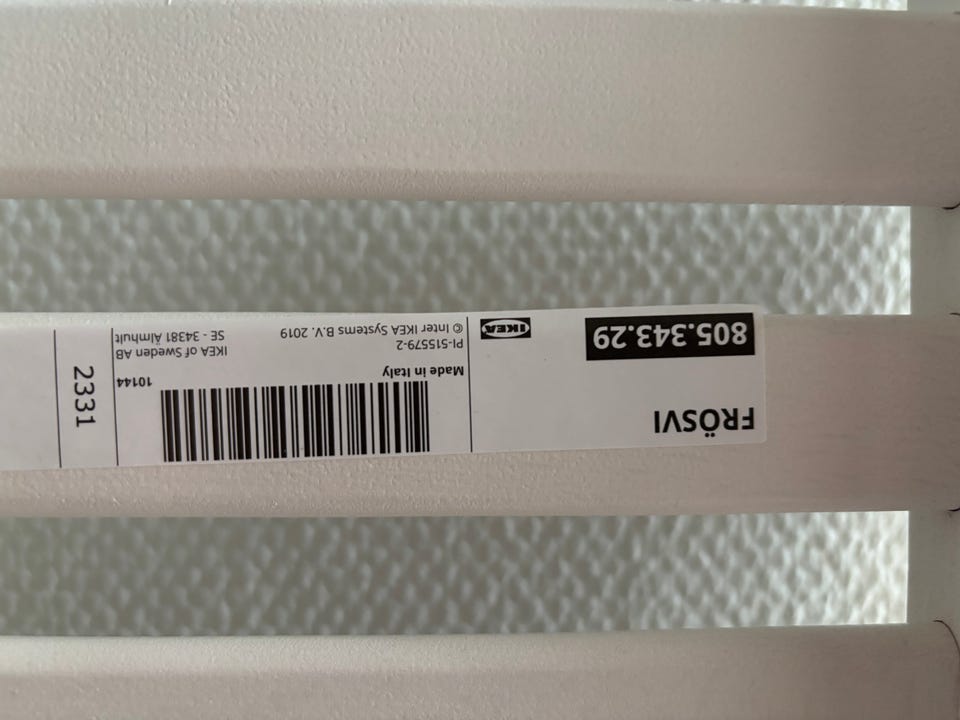 FRÖSVI
805.343.29
IKEA
Made in Italy
PI-515579-2
© Inter IKEA Systems B.V. 2019
10144
IKEA of Sweden AB
SE - 34381 Älmhult
2331